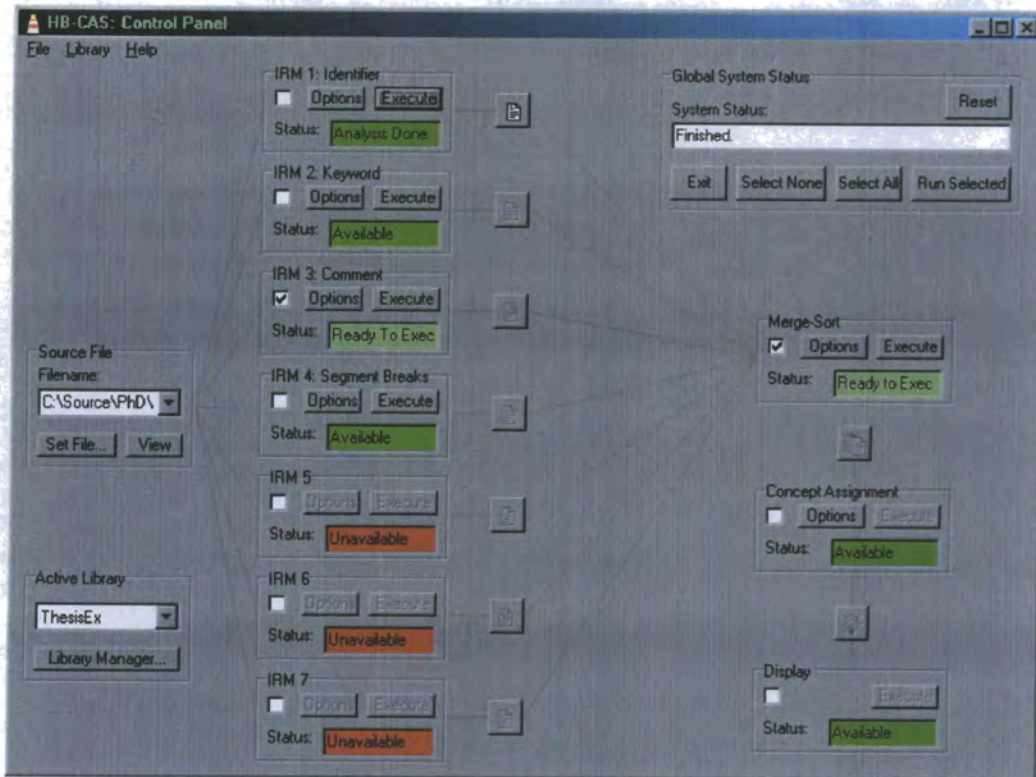 HB-CAS: Control Panel
File Library Help
IRM 1: Identifier
Options Execute
Status: Analysis Done
IRM 2: Keyword
Options Execute
Status: Available
IRM 3: Comment
Options Execute
Status: Ready To Exec
IRM 4: Segment Breaks
Options Execute
Status: Available
IRM 5
Options Execute
Status: Unavailable
IRM 6
Options Execute
Status: Unavailable
IRM 7
Options Execute
Status: Unavailable
Source File
Filename:
C:\Source\PhD\
Set File... View
Active Library
ThesisEx
Library Manager...
Global System Status
Reset
System Status:
Finished.
Exit Select None Select All Run Selected
Merge-Sort
Options Execute
Status: Ready to Exec
Concept Assignment
Options Execute
Status: Available
Display
Execute
Status: Available